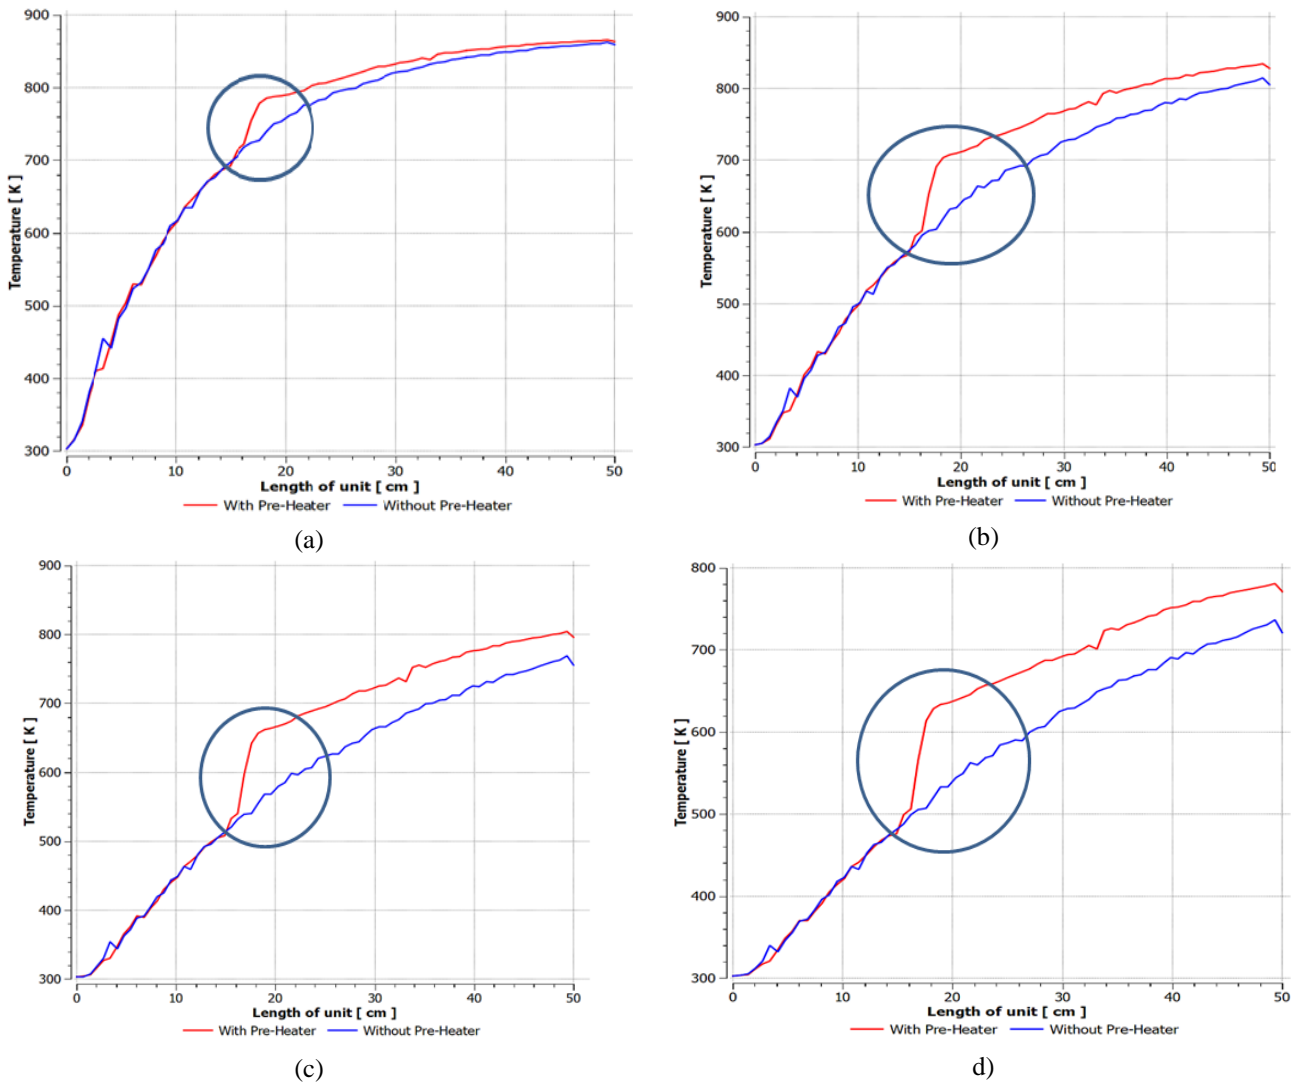 900
800
700
600
500
400
300
Temperature [ K ]
0 10 20 30 40 50
Length of unit [ cm ]
With Pre-Heater Without Pre-Heater
(a)
900
800
700
600
500
400
300
Temperature [ K ]
0 10 20 30 40 50
Length of unit [ cm ]
With Pre-Heater Without Pre-Heater
(b)
900
800
700
600
500
400
300
Temperature [ K ]
0 10 20 30 40 50
Length of unit [ cm ]
With Pre-Heater Without Pre-Heater
(c)
800
700
600
500
400
300
Temperature [ K ]
0 10 20 30 40 50
Length of unit [ cm ]
With Pre-Heater Without Pre-Heater
d)